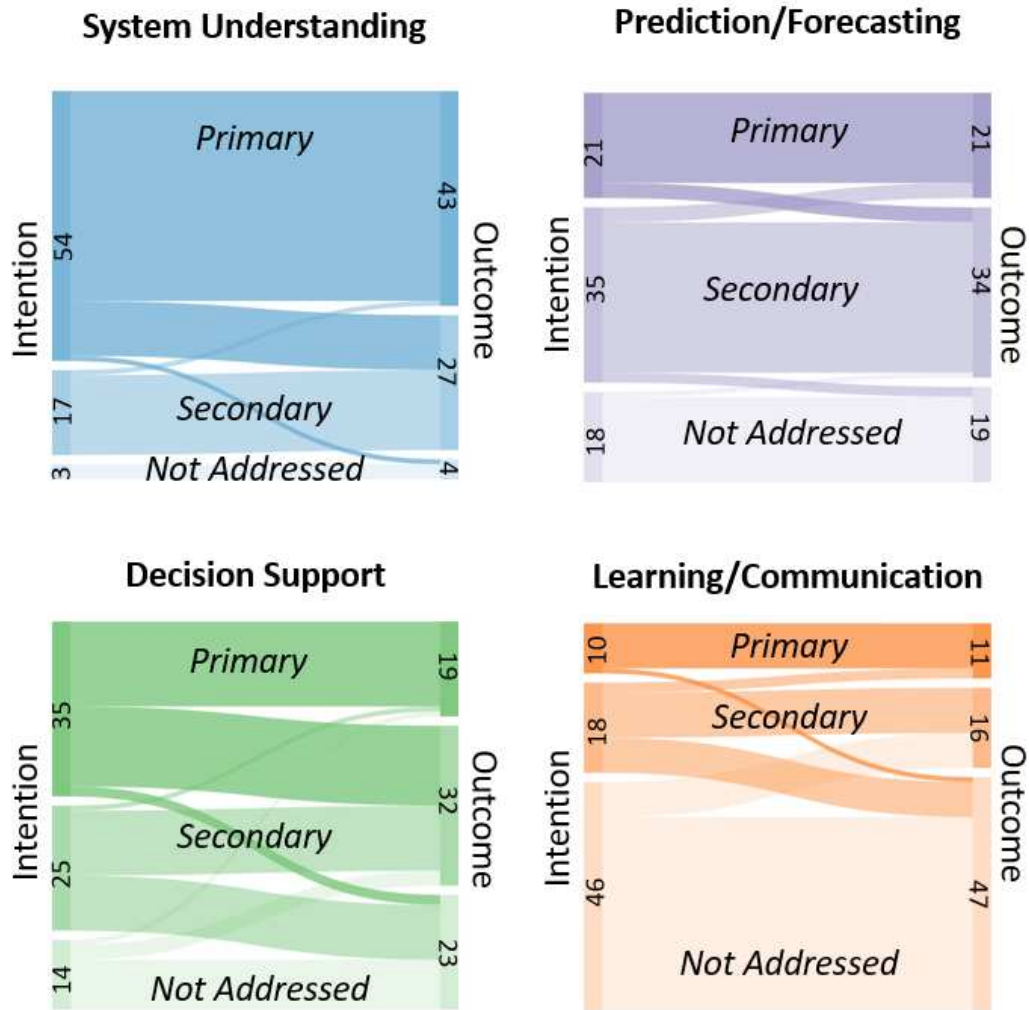 System Understanding
Primary
Secondary
Not Addressed
Intention
54
17
3
43
27
4
Outcome
Prediction/Forecasting
Primary
Secondary
Not Addressed
Intention
21
35
18
21
34
19
Outcome
Decision Support
Primary
Secondary
Not Addressed
Intention
35
25
14
19
32
23
Outcome
Learning/Communication
Primary
Secondary
Not Addressed
Intention
10
18
46
11
16
47
Outcome